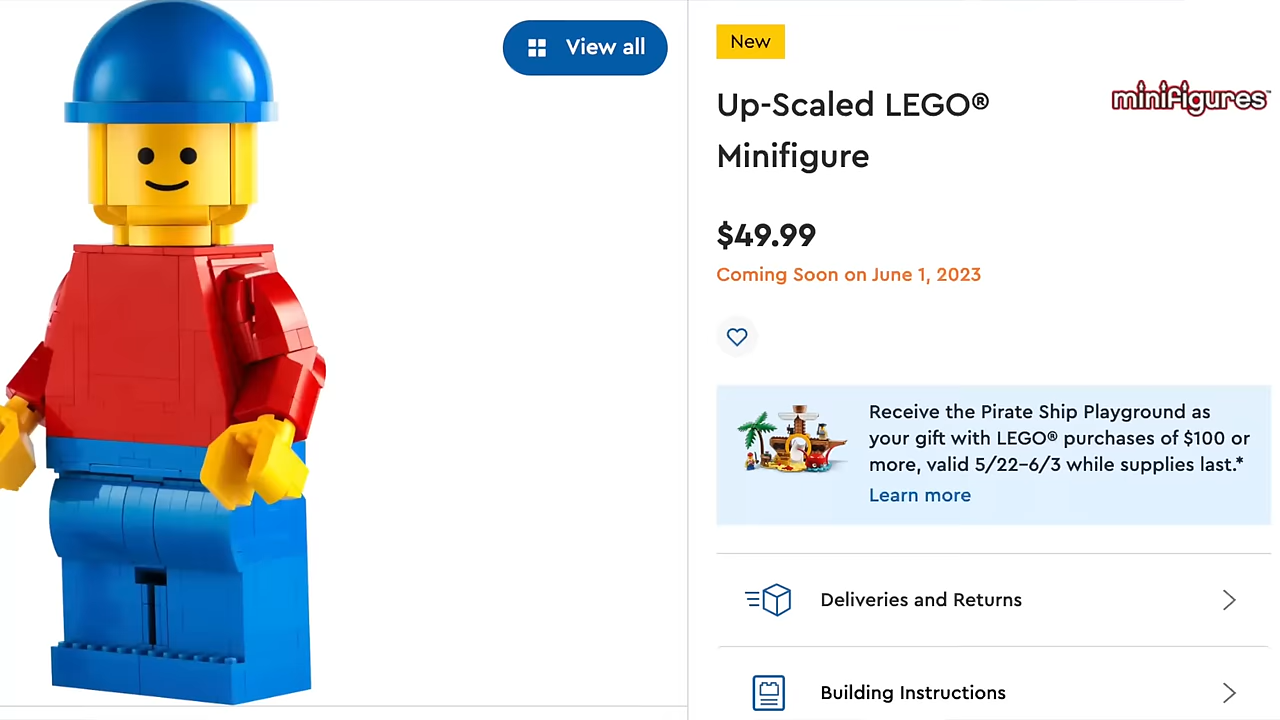 View all
New
Up-Scaled LEGO®
Minifigure
minifigures™
$49.99
Coming Soon on June 1, 2023
Receive the Pirate Ship Playground as
your gift with LEGO® purchases of $100 or
more, valid 5/22-6/3 while supplies last.*
Learn more
Deliveries and Returns
Building Instructions